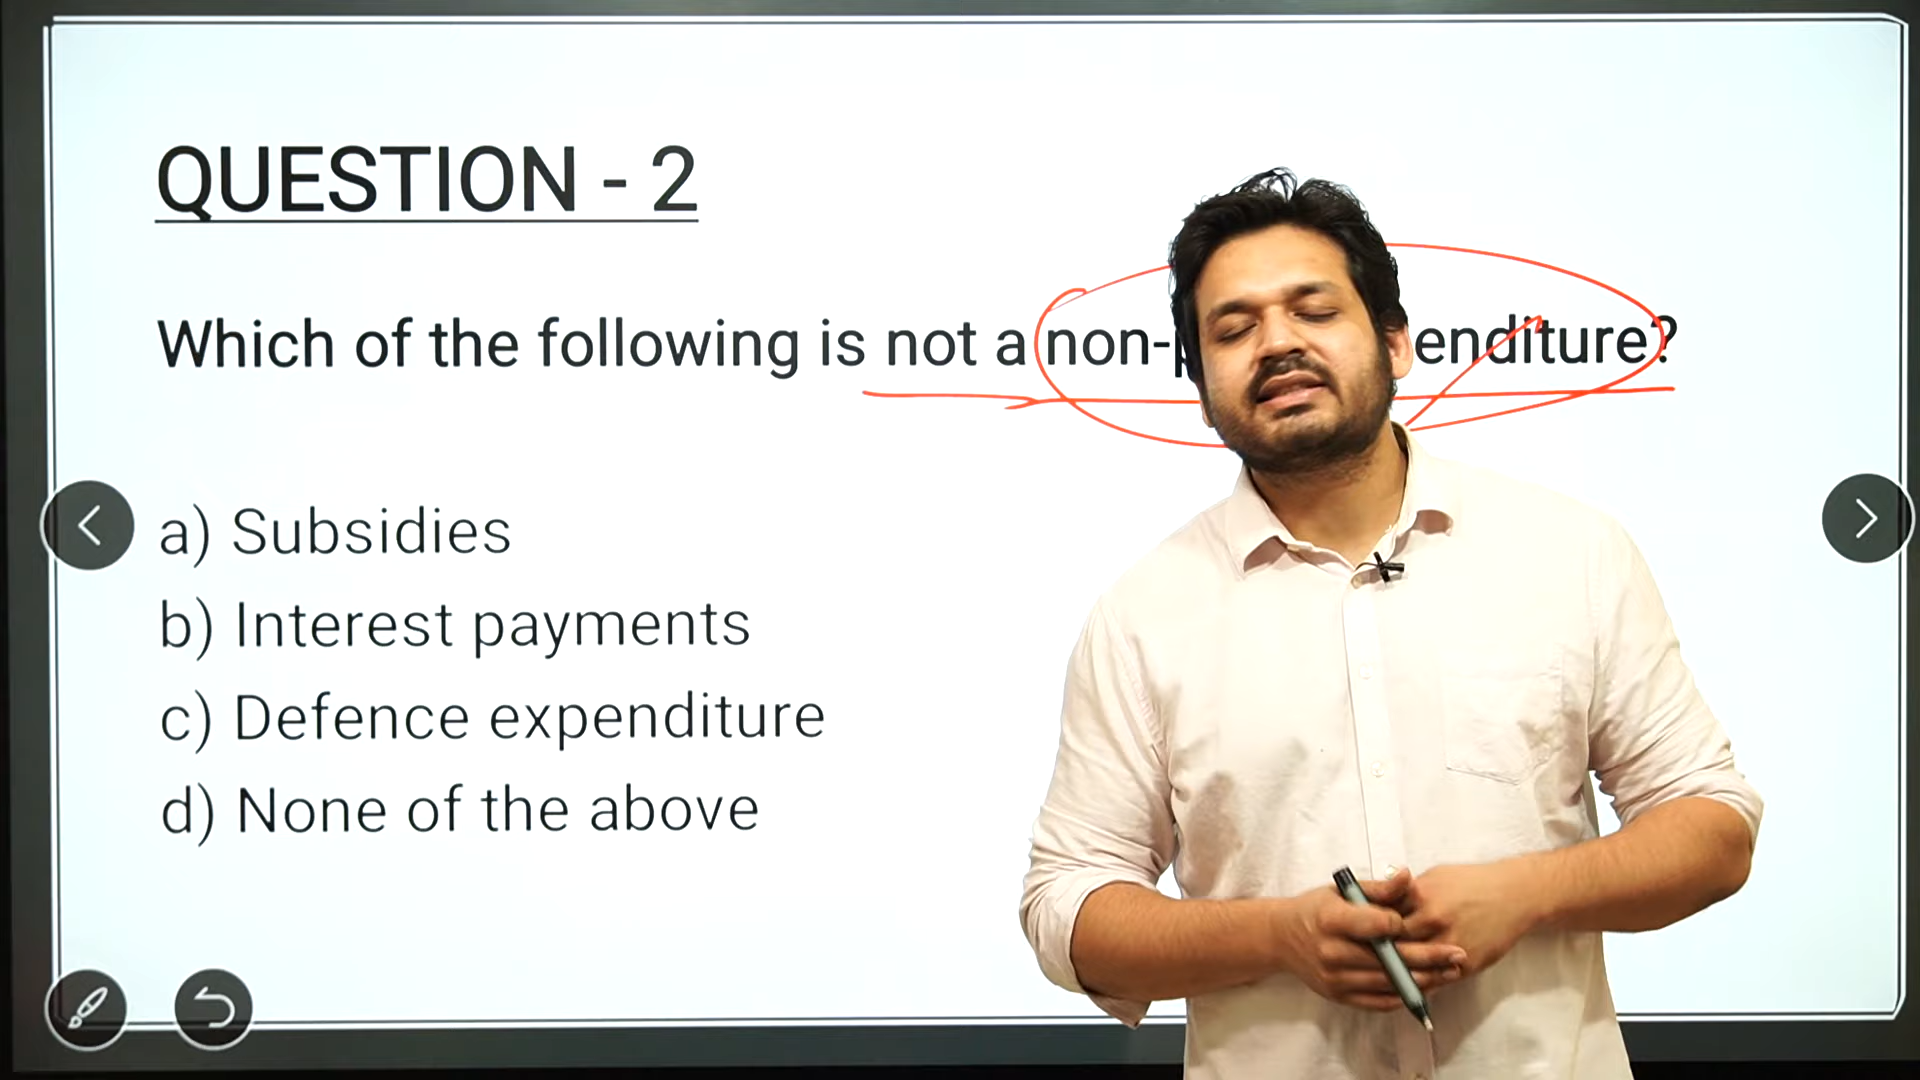 QUESTION - 2
Which of the following is not a non- enditure?
a) Subsidies
b) Interest payments
c) Defence expenditure
d) None of the above